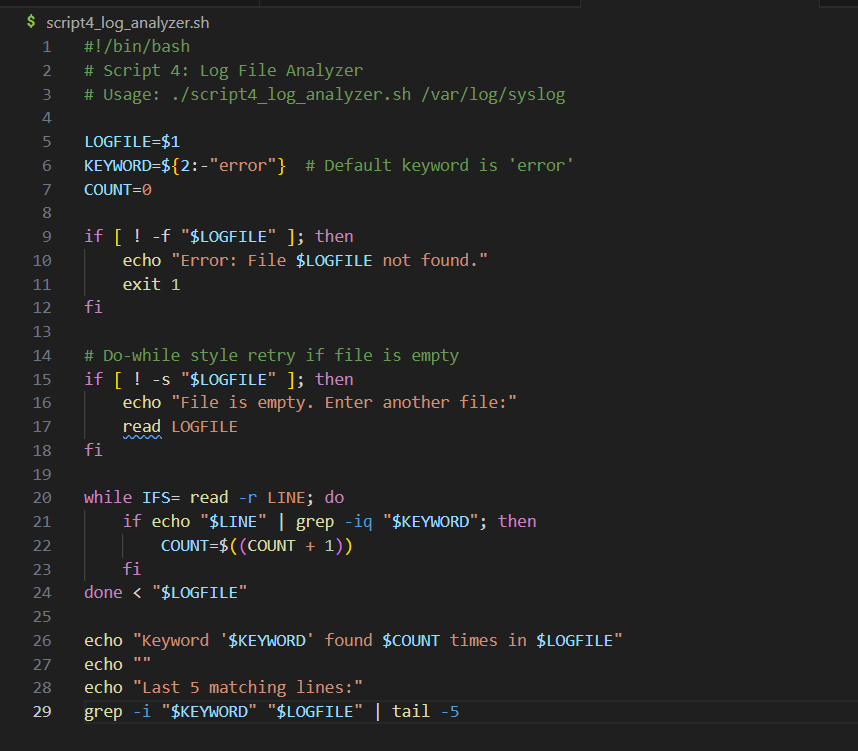 $ script4_log_analyzer.sh
1 #!/bin/bash
2 # Script 4: Log File Analyzer
3 # Usage: ./script4_log_analyzer.sh /var/log/syslog
4
5 LOGFILE=$1
6 KEYWORD=${2:-"error"}  # Default keyword is 'error'
7 COUNT=0
8
9 if [ ! -f "$LOGFILE" ]; then
10     echo "Error: File $LOGFILE not found."
11     exit 1
12 fi
13
14 # Do-while style retry if file is empty
15 if [ ! -s "$LOGFILE" ]; then
16     echo "File is empty. Enter another file:"
17     read LOGFILE
18 fi
19
20 while IFS= read -r LINE; do
21     if echo "$LINE" | grep -iq "$KEYWORD"; then
22         COUNT=$((COUNT + 1))
23     fi
24 done < "$LOGFILE"
25
26 echo "Keyword '$KEYWORD' found $COUNT times in $LOGFILE"
27 echo ""
28 echo "Last 5 matching lines:"
29 grep -i "$KEYWORD" "$LOGFILE" | tail -5